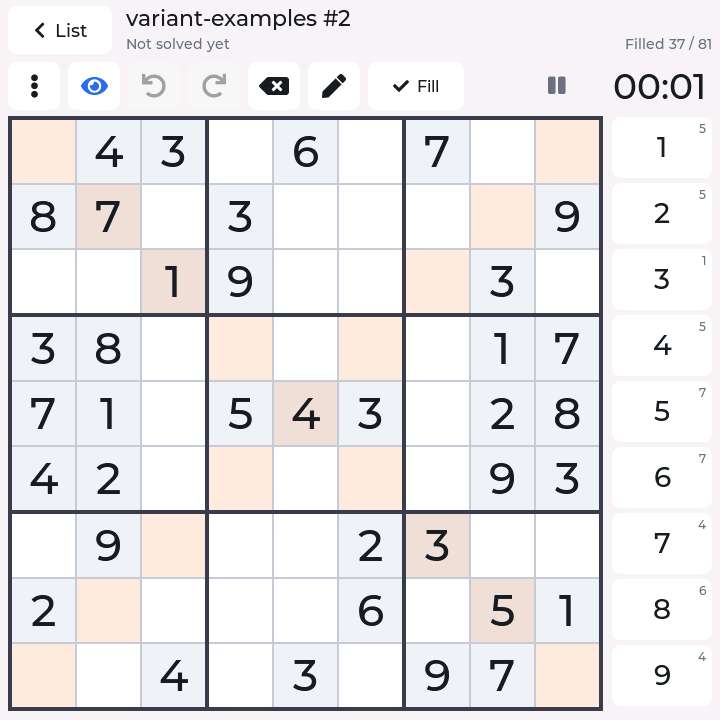 List
variant-examples #2
Not solved yet
Filled 37 / 81
Fill
00:01
4 3 6 7
8 7 3 9
1 9 3
3 8 1 7
7 1 5 4 3 2 8
4 2 9 3
9 2 3
2 6 5 1
4 3 9 7
1 5
2 5
3 1
4 5
5 7
6 7
7 4
8 6
9 4